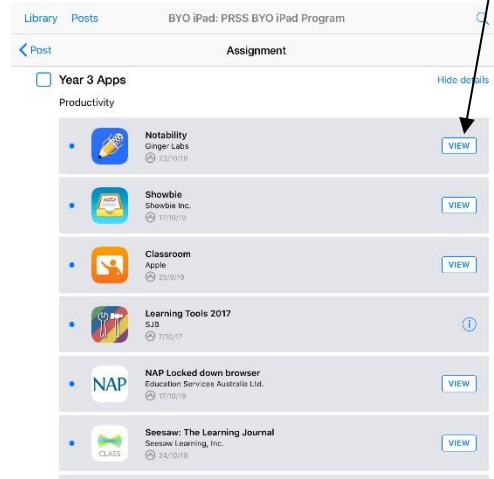 Library Posts BYO iPad: PRSS BYO iPad Program
Post Assignment
Year 3 Apps Hide details
Productivity
Notability
Ginger Labs
23/10/19
VIEW
Showbie
Showbie Inc.
17/10/19
VIEW
Classroom
Apple
25/9/19
VIEW
Learning Tools 2017
SJB
7/10/17
NAP
NAP Locked down browser
Education Services Australia Ltd.
17/10/19
VIEW
CLASS
Seesaw: The Learning Journal
Seesaw Learning, Inc.
24/10/19
VIEW